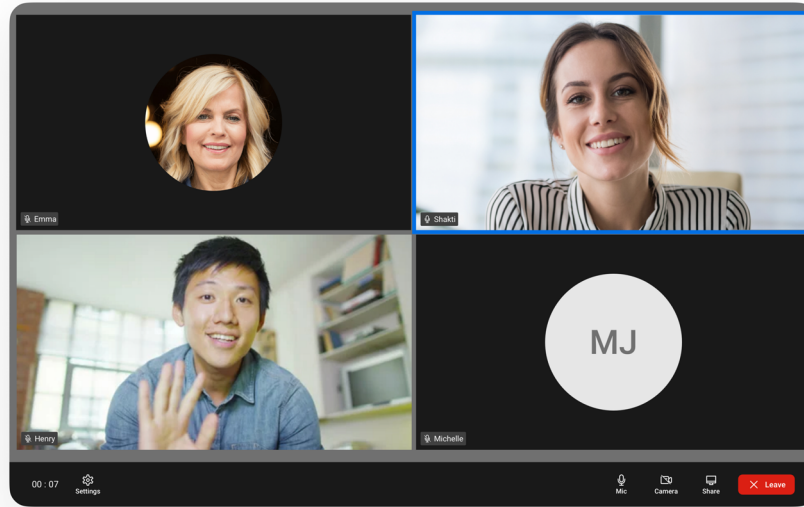 Emma
Shakti
MJ
Henry
Michelle
00 : 07
Settings
Mic
Camera
Share
Leave